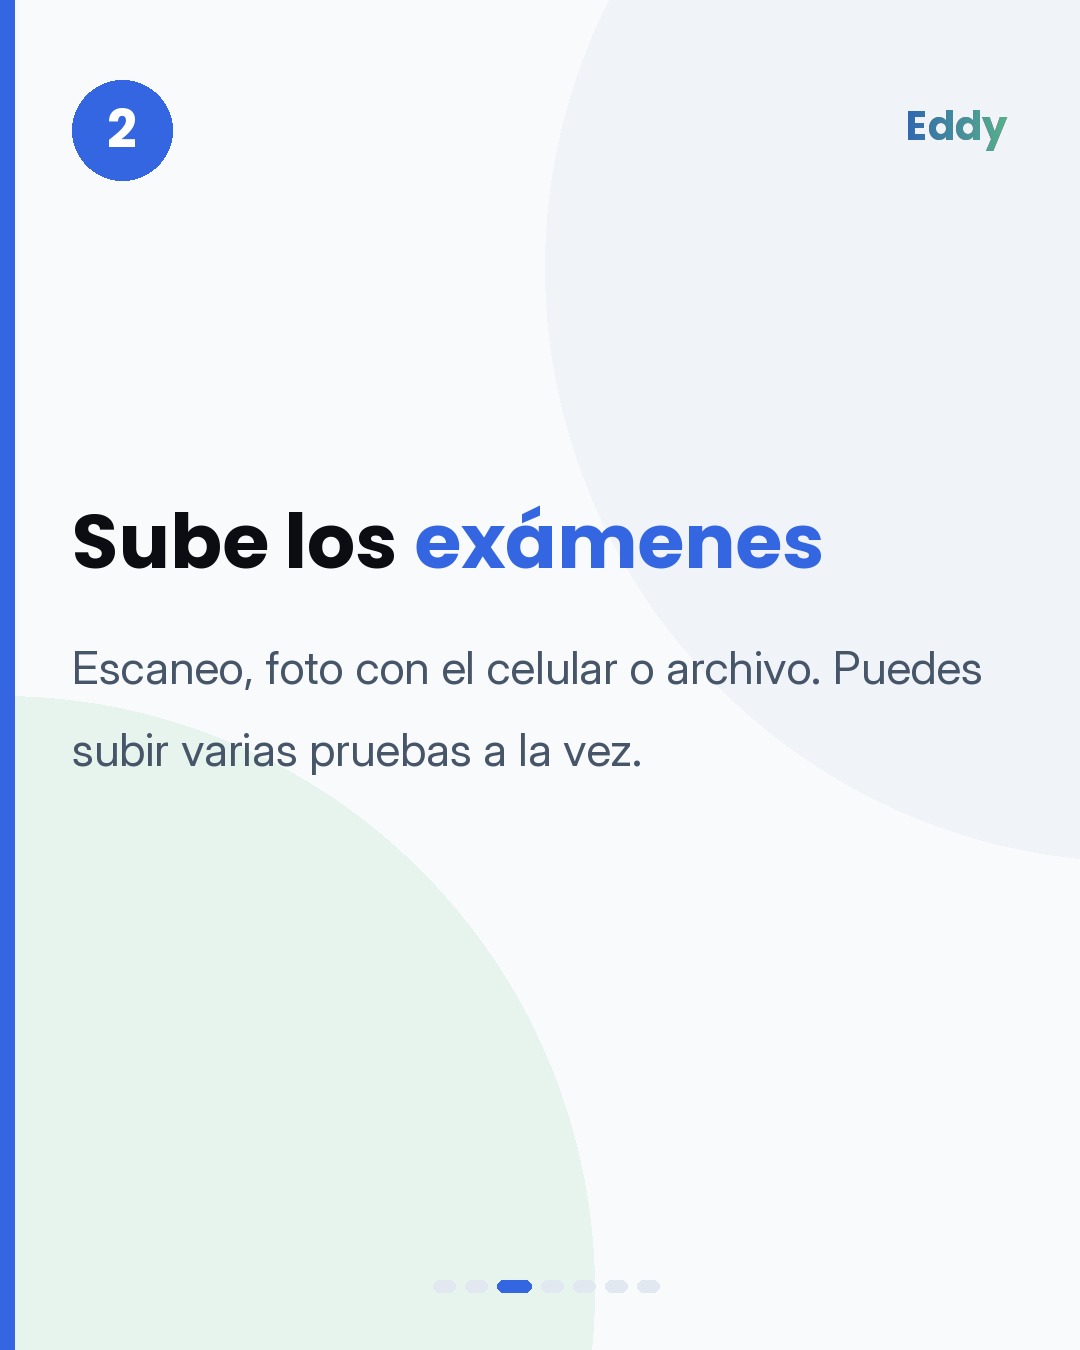 2
Eddy
Sube los exámenes
Escaneo, foto con el celular o archivo. Puedes
subir varias pruebas a la vez.